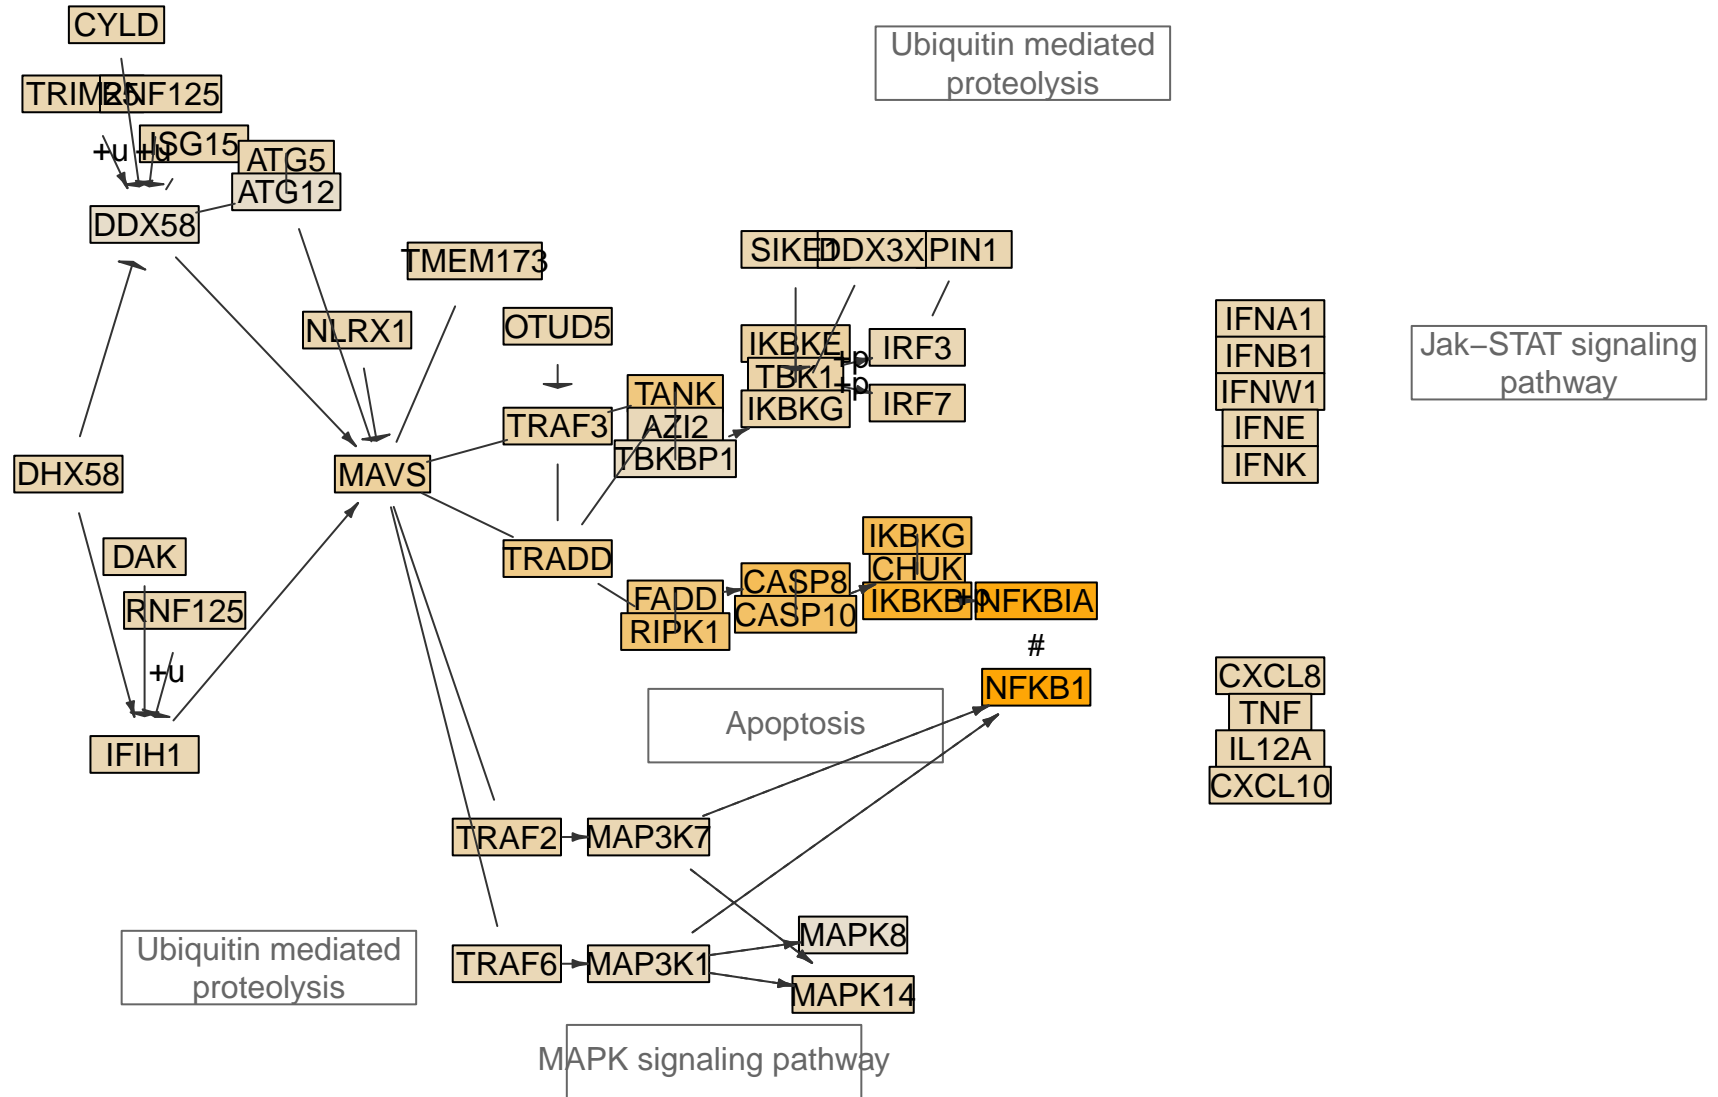 CYLD
Ubiquitin mediated
proteolysis
TRIM25
RNF125
ISG15
+u
+u
ATG5
ATG12
DDX58
TMEM173
SIKE1
DDX3X
PIN1
NLRX1
OTUD5
IKBKE
IRF3
+p
TBK1
+p
IKBKG
IRF7
IFNA1
IFNB1
IFNW1
IFNE
IFNK
Jak−STAT signaling
pathway
TANK
AZI2
TBKBP1
TRAF3
DHX58
MAVS
DAK
RNF125
+u
IFIH1
TRADD
FADD
RIPK1
CASP8
CASP10
IKBKG
CHUK
IKBKB
+p
NFKBIA
#
NFKB1
CXCL8
TNF
IL12A
CXCL10
Apoptosis
TRAF2
MAP3K7
TRAF6
MAP3K1
MAPK8
MAPK14
Ubiquitin mediated
proteolysis
MAPK signaling pathway